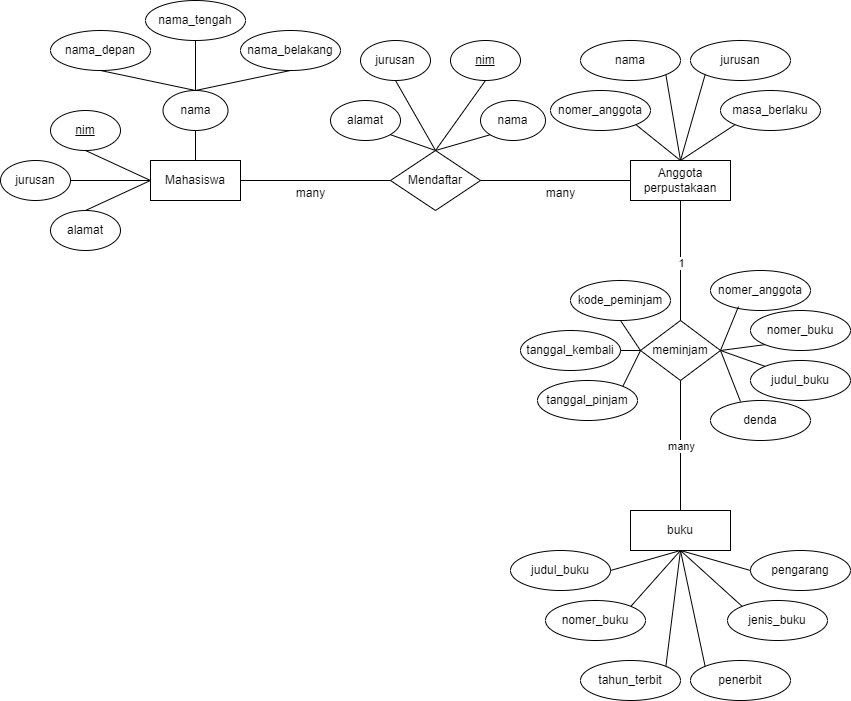 nama_tengah
nama_depan
nama_belakang
nama
nim
jurusan
Mahasiswa
alamat
many
jurusan
nim
alamat
nama
Mendaftar
many
nama
jurusan
nomer_anggota
masa_berlaku
Anggota
perpustakaan
1
kode_peminjam
nomer_anggota
nomer_buku
tanggal_kembali
meminjam
judul_buku
tanggal_pinjam
denda
many
buku
judul_buku
pengarang
nomer_buku
jenis_buku
tahun_terbit
penerbit